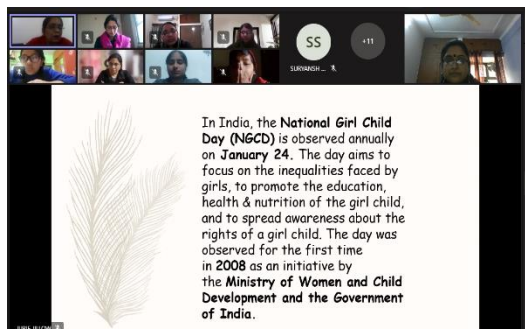 SS
+11
SURYANSH ...
In India, the National Girl Child
Day (NGCD) is observed annually
on January 24. The day aims to
focus on the inequalities faced by
girls, to promote the education,
health & nutrition of the girl child,
and to spread awareness about the
rights of a girl child. The day was
observed for the first time
in 2008 as an initiative by
the Ministry of Women and Child
Development and the Government
of India.